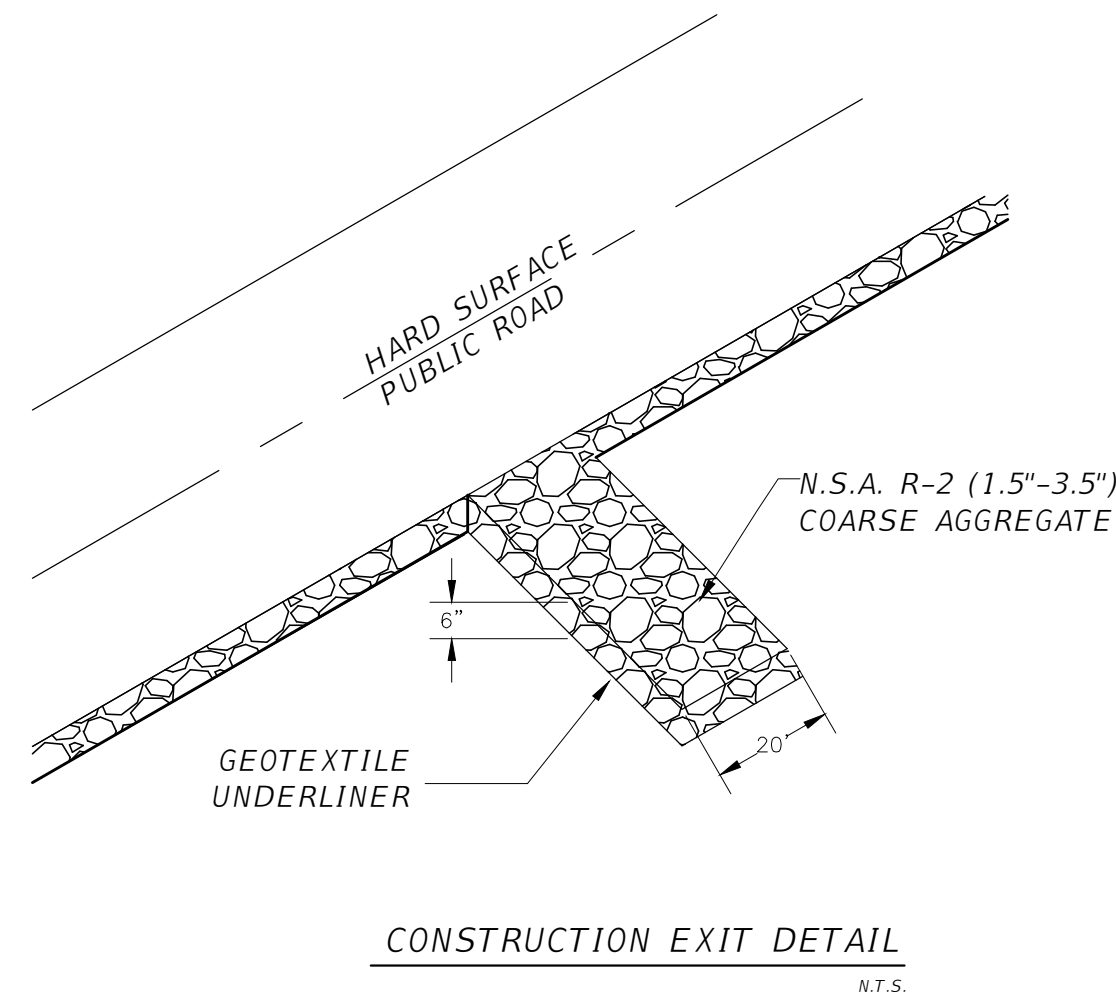 HARD SURFACE
PUBLIC ROAD
N.S.A. R-2 (1.5"-3.5")
COARSE AGGREGATE
6"
20'
GEOTEXTILE
UNDERLINER
CONSTRUCTION EXIT DETAIL
N.T.S.